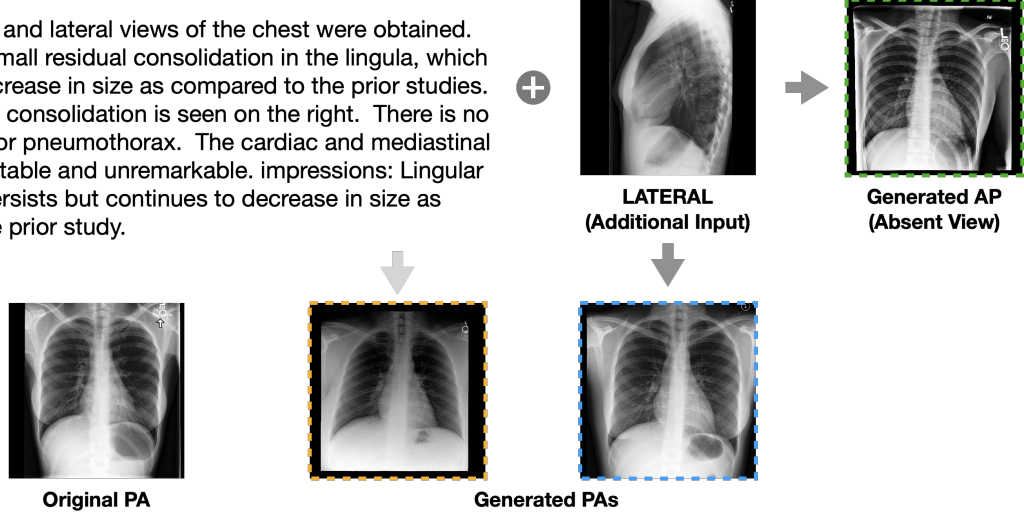 and lateral views of the chest were obtained.
small residual consolidation in the lingula, which
crease in size as compared to the prior studies.
consolidation is seen on the right. There is no
or pneumothorax. The cardiac and mediastinal
table and unremarkable. impressions: Lingular
ersists but continues to decrease in size as
prior study.
LATERAL
(Additional Input)
Generated AP
(Absent View)
Original PA
Generated PAs